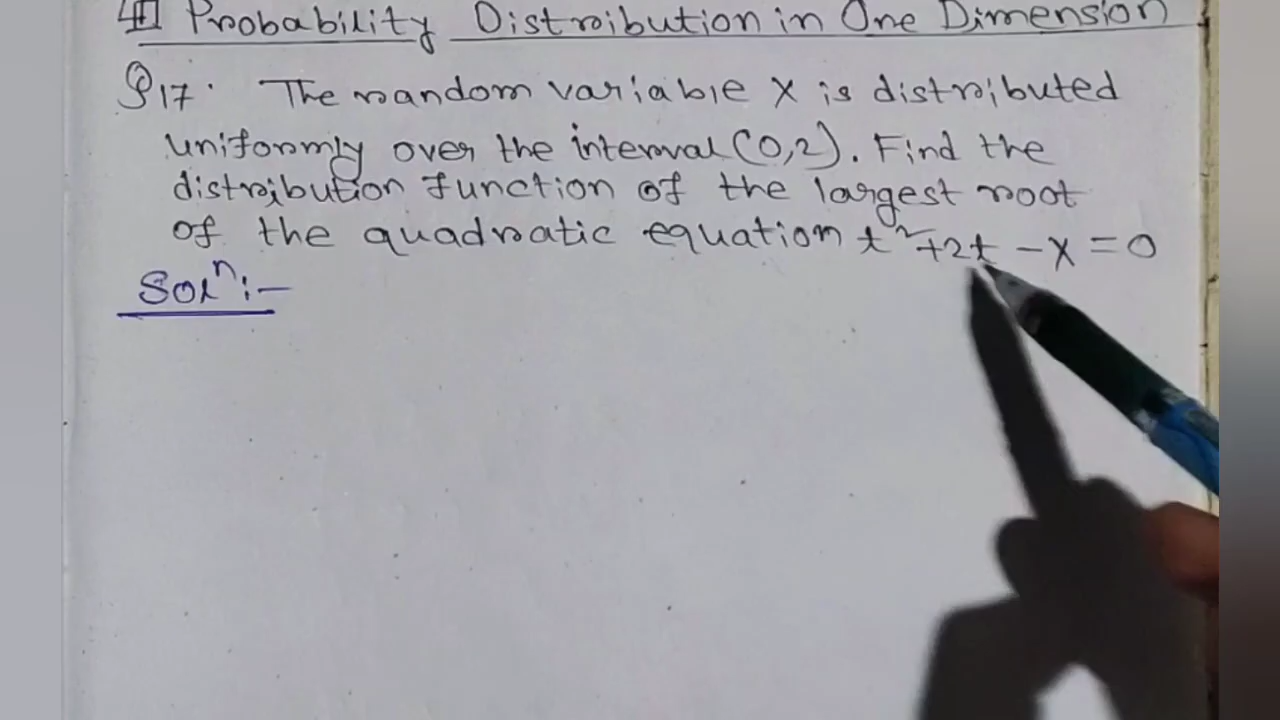 Probability Distribution in One Dimension
Q17. The random variable X is distributed
uniformly over the interval (0,2). Find the
distribution function of the largest root
of the quadratic equation t²+2t-X=0
Solⁿ:-